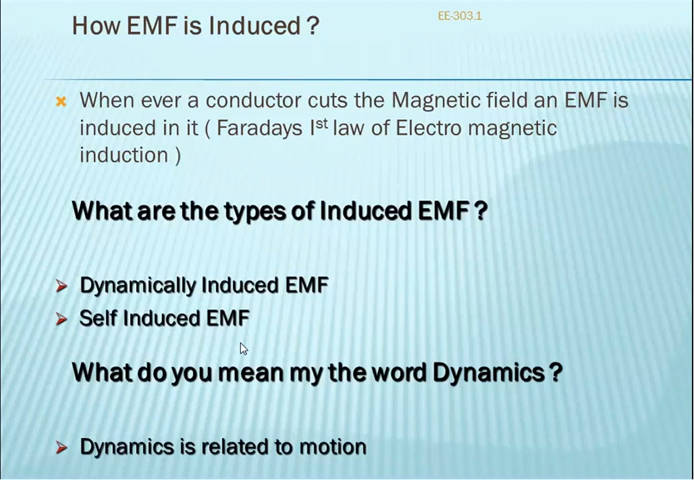 How EMF is Induced ?
EE-303.1
When ever a conductor cuts the Magnetic field an EMF is
induced in it ( Faradays Ist law of Electro magnetic
induction )
What are the types of Induced EMF ?
Dynamically Induced EMF
Self Induced EMF
What do you mean my the word Dynamics ?
Dynamics is related to motion